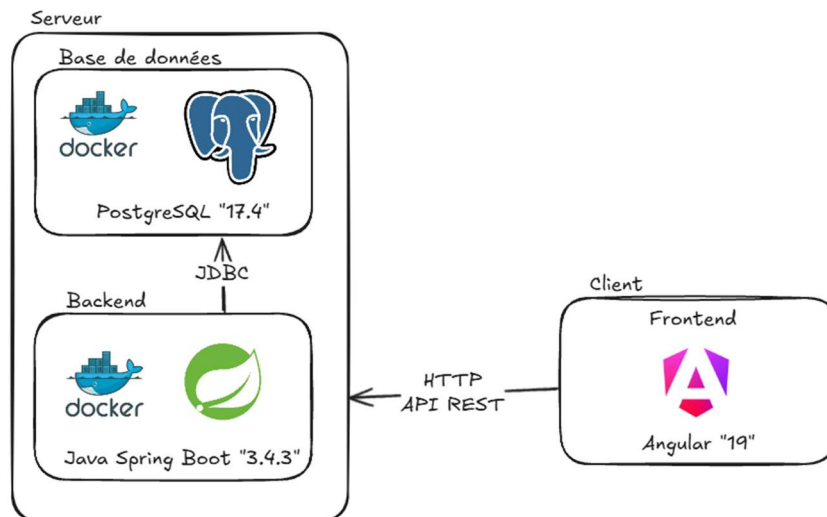 Serveur
Base de données
docker
PostgreSQL "17.4"
JDBC
Backend
docker
Java Spring Boot "3.4.3"
HTTP
API REST
Client
Frontend
Angular "19"